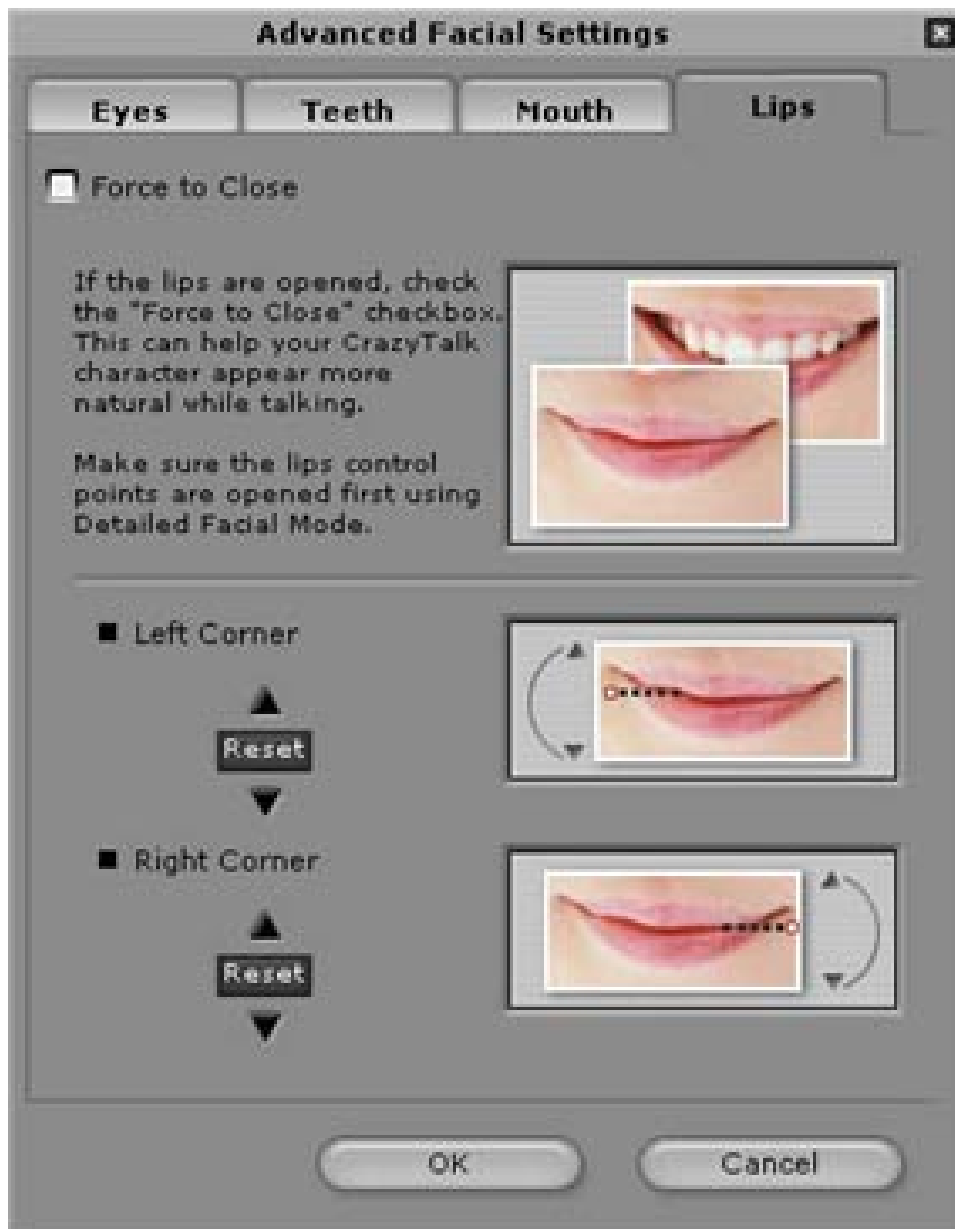 Advanced Facial Settings
Eyes Teeth Mouth Lips
Force to Close
If the lips are opened, check
the "Force to Close" checkbox.
This can help your CrazyTalk
character appear more
natural while talking.
Make sure the lips control
points are opened first using
Detailed Facial Mode.
Left Corner
Reset
Right Corner
Reset
OK Cancel